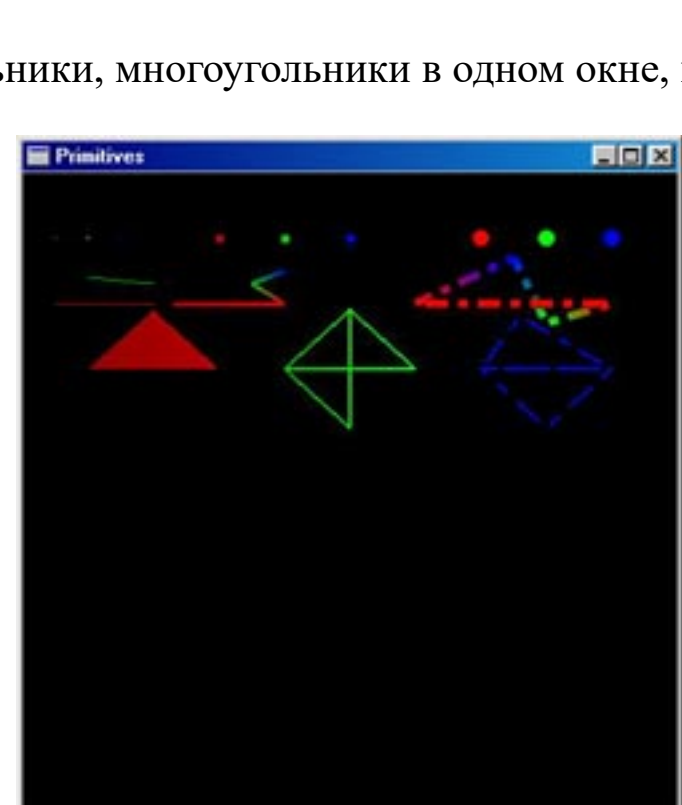 ьники, многоугольники в одном окне,
Primitives